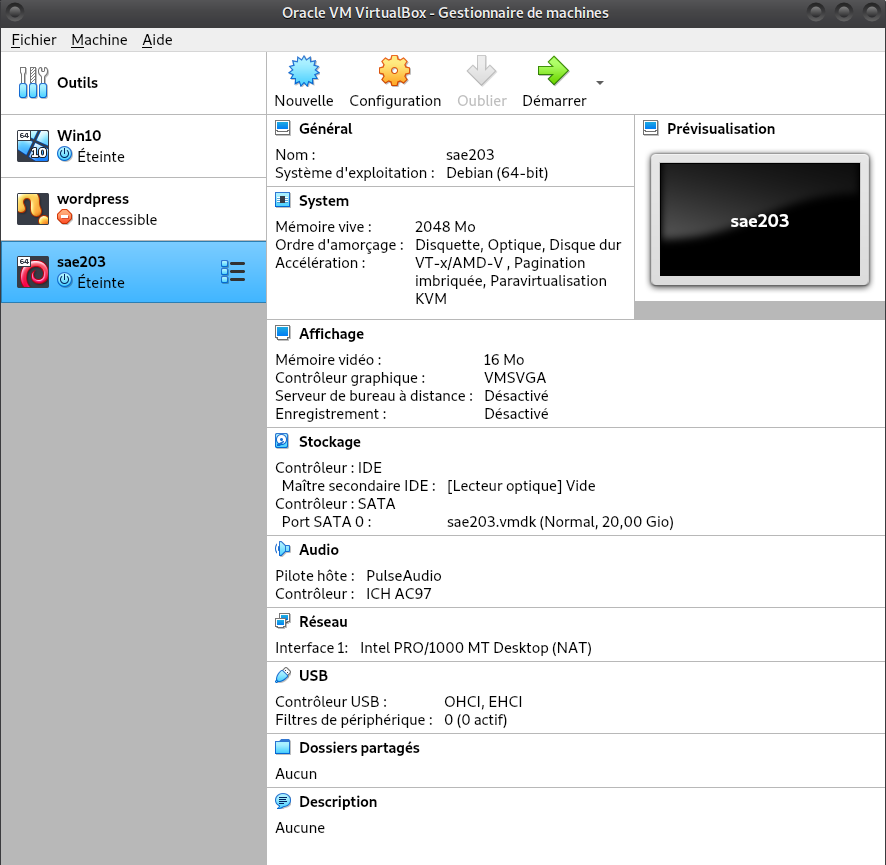 Oracle VM VirtualBox - Gestionnaire de machines
Fichier Machine Aide
Outils
64
10
Win10
Éteinte
wordpress
Inaccessible
64
sae203
Éteinte
Nouvelle Configuration Oublier Démarrer
Général
Nom : sae203
Système d'exploitation : Debian (64-bit)
System
Mémoire vive : 2048 Mo
Ordre d'amorçage : Disquette, Optique, Disque dur
Accélération : VT-x/AMD-V , Pagination
imbriquée, Paravirtualisation
KVM
Prévisualisation
sae203
Affichage
Mémoire vidéo : 16 Mo
Contrôleur graphique : VMSVGA
Serveur de bureau à distance : Désactivé
Enregistrement : Désactivé
Stockage
Contrôleur : IDE
Maître secondaire IDE : [Lecteur optique] Vide
Contrôleur : SATA
Port SATA 0 : sae203.vmdk (Normal, 20,00 Gio)
Audio
Pilote hôte : PulseAudio
Contrôleur : ICH AC97
Réseau
Interface 1: Intel PRO/1000 MT Desktop (NAT)
USB
Contrôleur USB : OHCI, EHCI
Filtres de périphérique : 0 (0 actif)
Dossiers partagés
Aucun
Description
Aucune